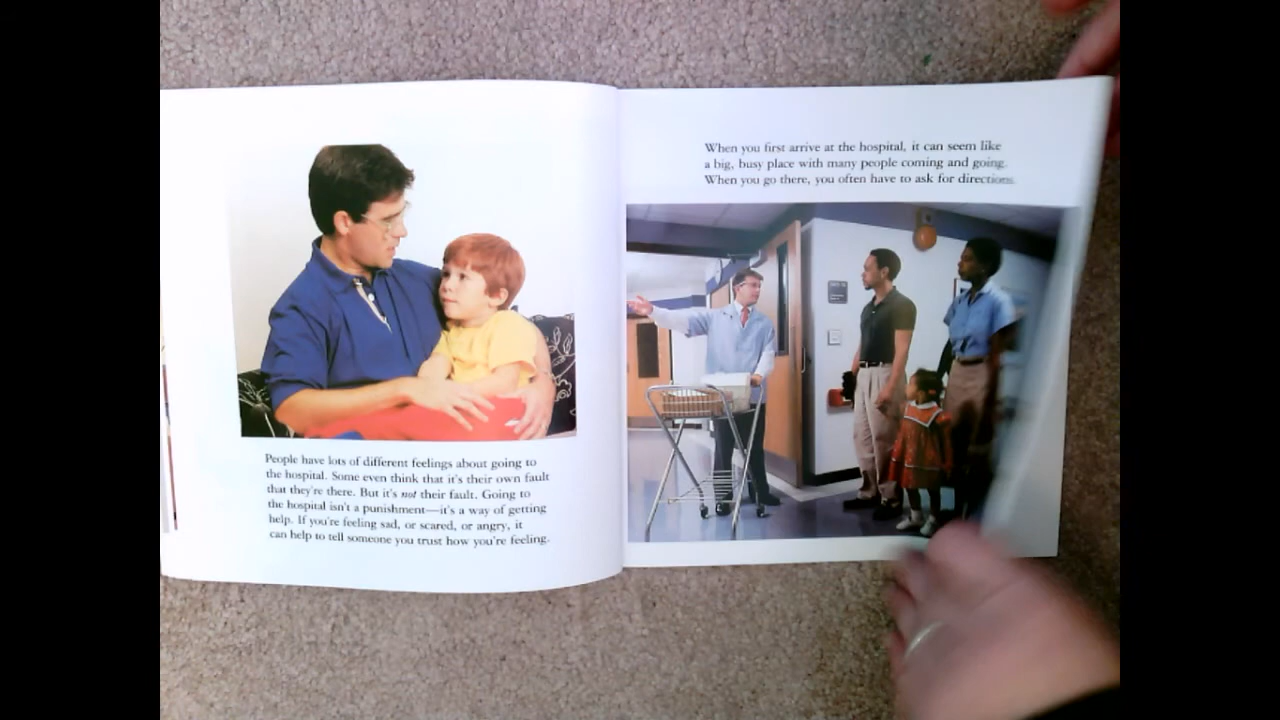 People have lots of different feelings about going to
the hospital. Some even think that it's their own fault
that they're there. But it's not their fault. Going to
the hospital isn't a punishment—it's a way of getting
help. If you're feeling sad, or scared, or angry, it
can help to tell someone you trust how you're feeling.
When you first arrive at the hospital, it can seem like
a big, busy place with many people coming and going.
When you go there, you often have to ask for directions.